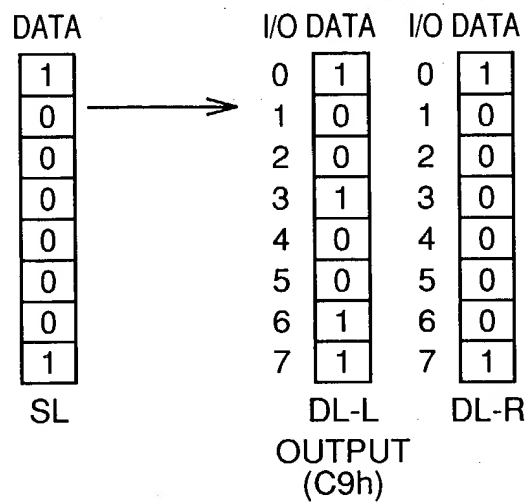 DATA I/O DATA I/O DATA
1 0 1 0 1
0 1 0 1 0
0 2 0 2 0
0 3 1 3 0
0 4 0 4 0
0 5 0 5 0
0 6 1 6 0
1 7 1 7 1
SL DL-L DL-R
OUTPUT
(C9h)